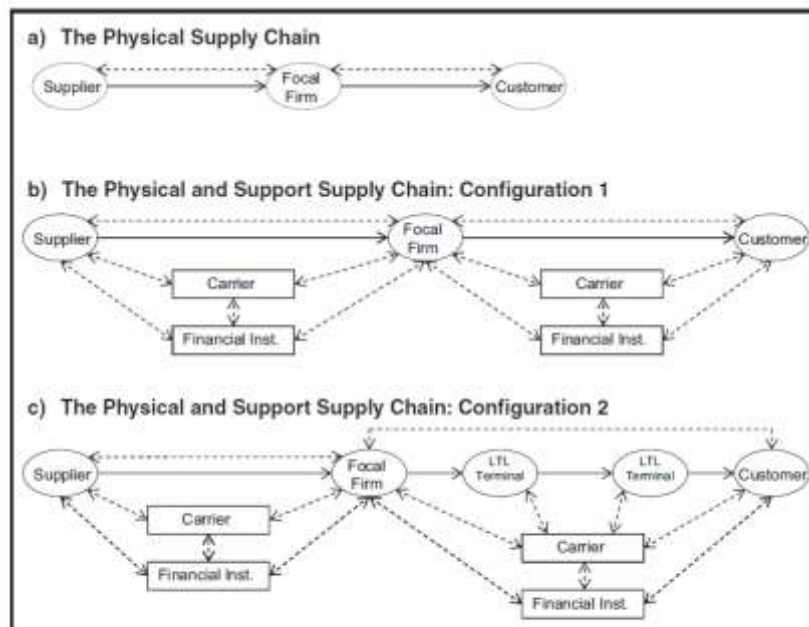 a) The Physical Supply Chain
Supplier
Focal
Firm
Customer
b) The Physical and Support Supply Chain: Configuration 1
Supplier
Focal
Firm
Customer
Carrier
Carrier
Financial Inst.
Financial Inst.
c) The Physical and Support Supply Chain: Configuration 2
Supplier
Focal
Firm
LTL
Terminal
LTL
Terminal
Customer
Carrier
Carrier
Financial Inst.
Financial Inst.